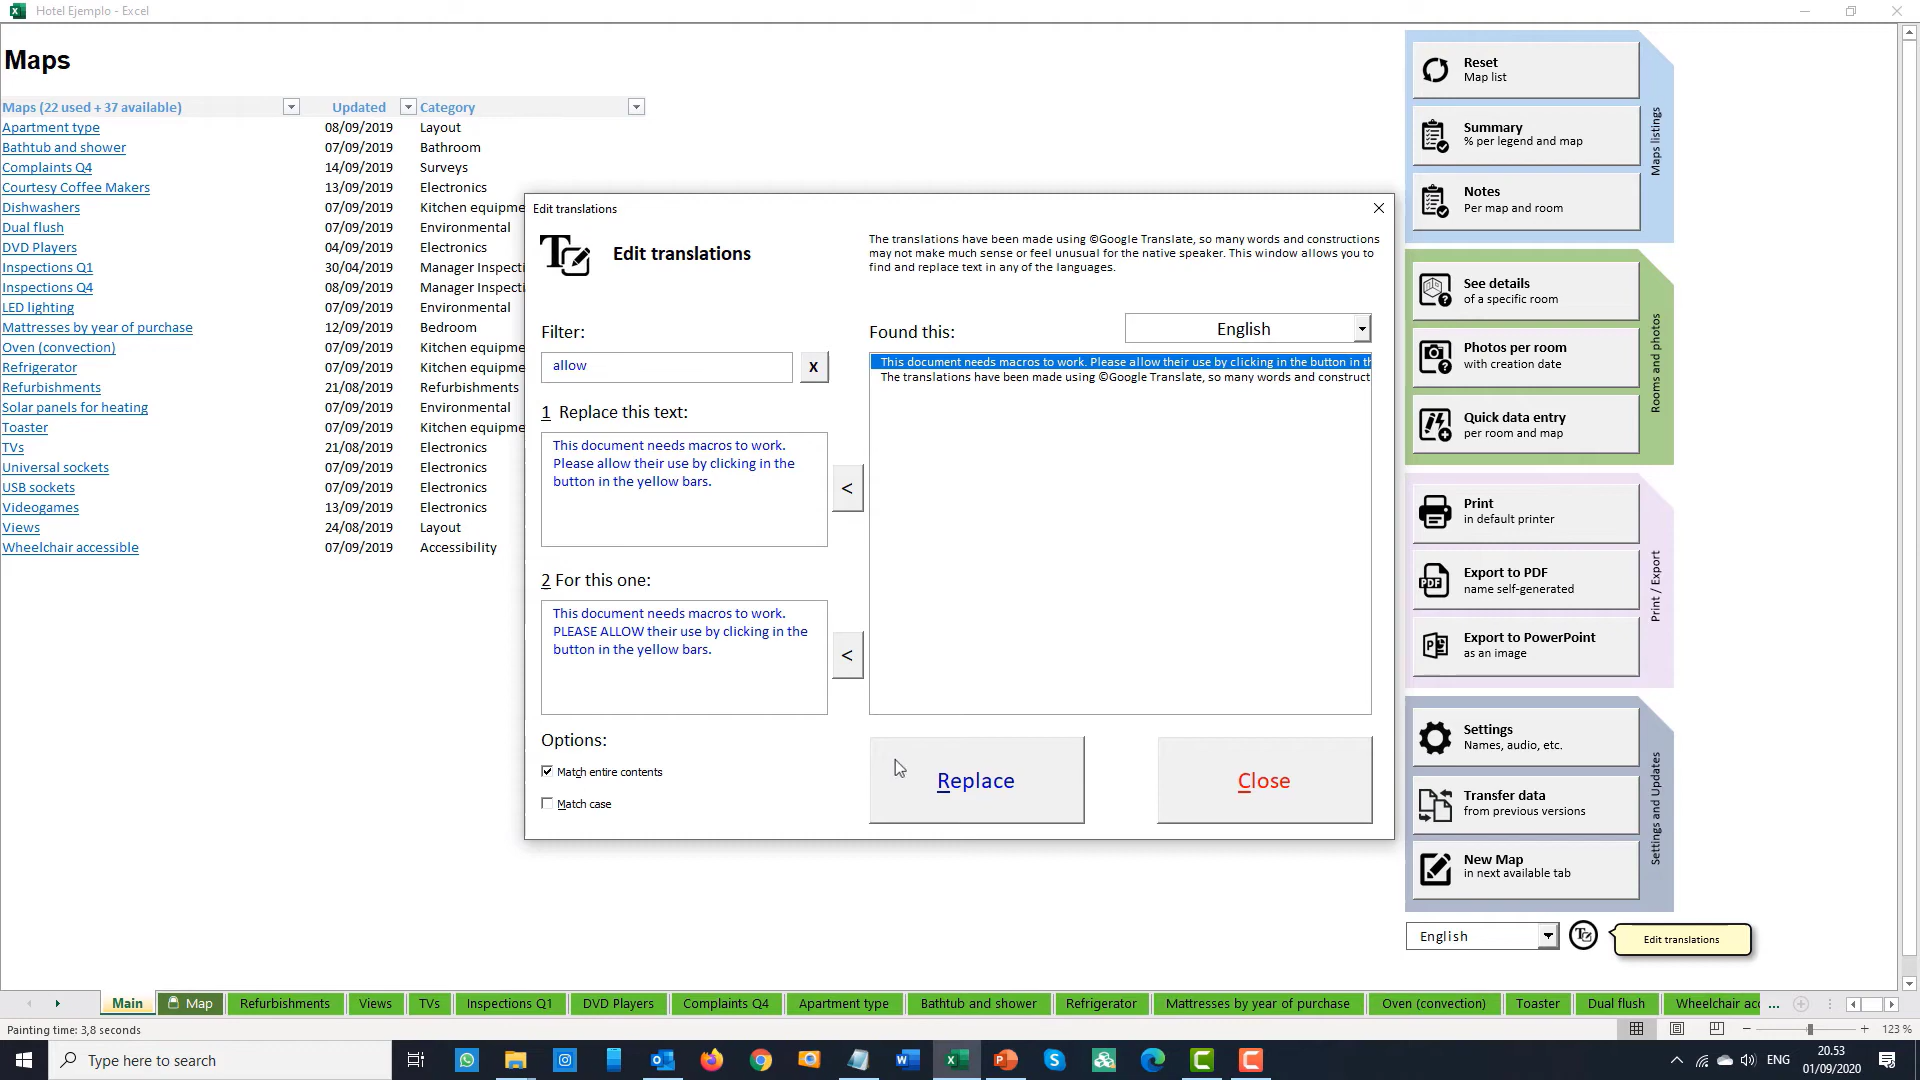 Hotel Ejemplo - Excel
Maps
Maps (22 used + 37 available) Updated Category
Apartment type 08/09/2019 Layout
Bathtub and shower 07/09/2019 Bathroom
Complaints Q4 14/09/2019 Surveys
Courtesy Coffee Makers 13/09/2019 Electronics
Dishwashers 07/09/2019 Kitchen equipme
Dual flush 07/09/2019 Environmental
DVD Players 04/09/2019 Electronics
Inspections Q1 30/04/2019 Manager Inspecti
Inspections Q4 08/09/2019 Manager Inspecti
LED lighting 07/09/2019 Environmental
Mattresses by year of purchase 12/09/2019 Bedroom
Oven (convection) 07/09/2019 Kitchen equipme
Refrigerator 07/09/2019 Kitchen equipme
Refurbishments 21/08/2019 Refurbishments
Solar panels for heating 07/09/2019 Environmental
Toaster 07/09/2019 Kitchen equipme
TVs 21/08/2019 Electronics
Universal sockets 07/09/2019 Electronics
USB sockets 07/09/2019 Electronics
Videogames 13/09/2019 Electronics
Views 24/08/2019 Layout
Wheelchair accessible 07/09/2019 Accessibility
Edit translations
Edit translations
The translations have been made using ©Google Translate, so many words and constructions
may not make much sense or feel unusual for the native speaker. This window allows you to
find and replace text in any of the languages.
Filter:
allow
X
1 Replace this text:
This document needs macros to work.
Please allow their use by clicking in the
button in the yellow bars.
<
2 For this one:
This document needs macros to work.
PLEASE ALLOW their use by clicking in the
button in the yellow bars.
<
Found this:
English
This document needs macros to work. Please allow their use by clicking in the button in th
The translations have been made using ©Google Translate, so many words and construct
Options:
Match entire contents
Match case
Replace
Close
Reset
Map list
Summary
% per legend and map
Notes
Per map and room
Maps listings
See details
of a specific room
Photos per room
with creation date
Quick data entry
per room and map
Rooms and photos
Print
in default printer
Export to PDF
name self-generated
Export to PowerPoint
as an image
Print / Export
Settings
Names, audio, etc.
Transfer data
from previous versions
New Map
in next available tab
Settings and Updates
English
Edit translations
Main Map Refurbishments Views TVs Inspections Q1 DVD Players Complaints Q4 Apartment type Bathtub and shower Refrigerator Mattresses by year of purchase Oven (convection) Toaster Dual flush Wheelchair acc ...
Painting time: 3,8 seconds
123 %
Type here to search
ENG
20.53
01/09/2020